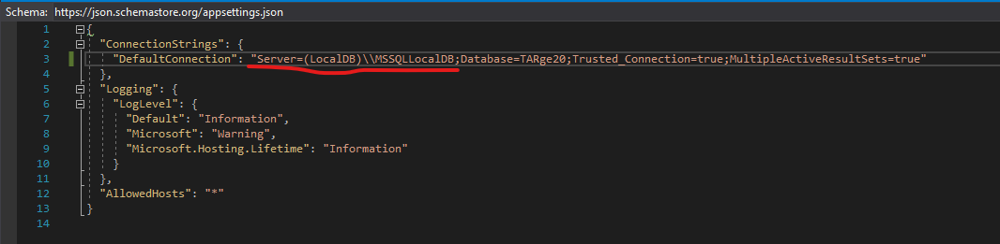 Schema: https://json.schemastore.org/appsettings.json
1 {
2 "ConnectionStrings": {
3 "DefaultConnection": "Server=(LocalDB)\\MSSQLLocalDB;Database=TARge20;Trusted_Connection=true;MultipleActiveResultSets=true"
4 },
5 "Logging": {
6 "LogLevel": {
7 "Default": "Information",
8 "Microsoft": "Warning",
9 "Microsoft.Hosting.Lifetime": "Information"
10 }
11 },
12 "AllowedHosts": "*"
13 }
14